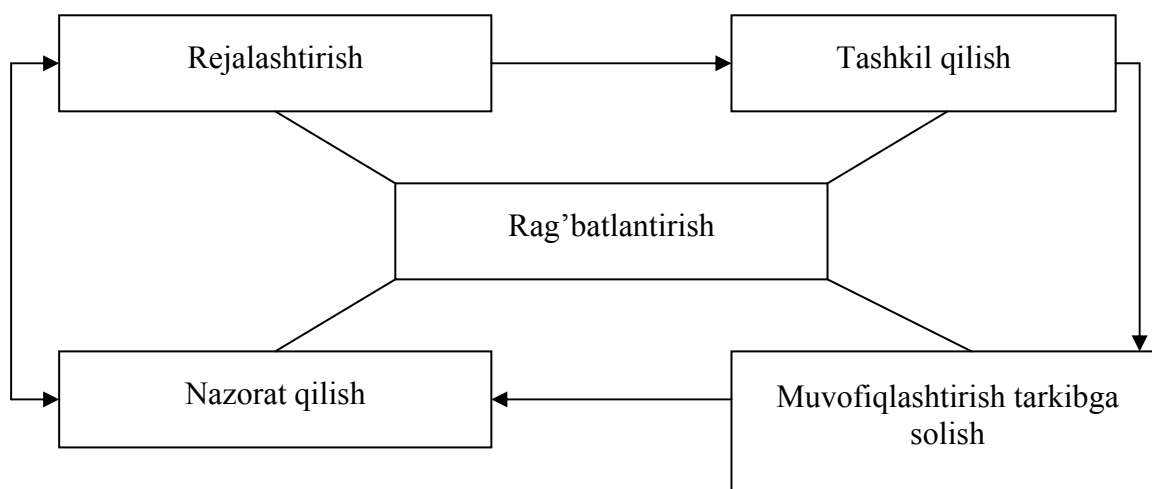 Rejalashtirish
Tashkil qilish
Rag’batlantirish
Nazorat qilish
Muvofiqlashtirish tarkibga
solish